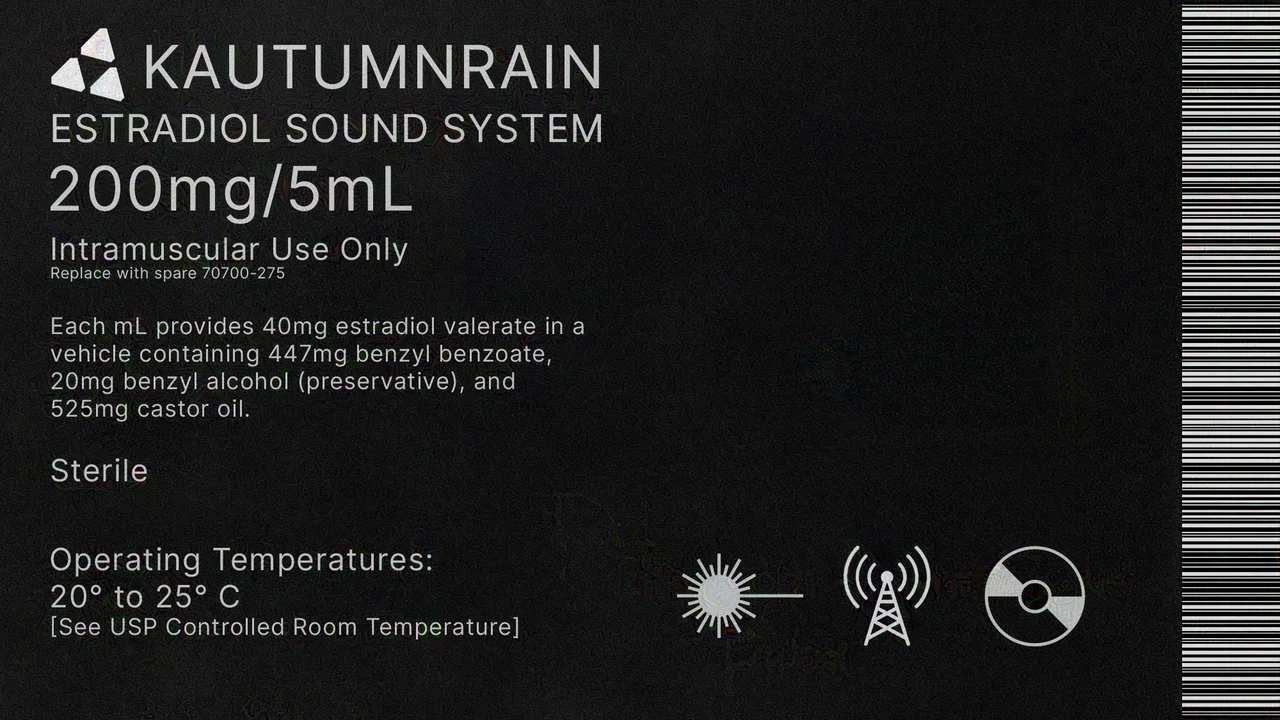 KAUTUMNRAIN
ESTRADIOL SOUND SYSTEM
200mg/5mL
Intramuscular Use Only
Replace with spare 70700-275
Each mL provides 40mg estradiol valerate in a
vehicle containing 447mg benzyl benzoate,
20mg benzyl alcohol (preservative), and
525mg castor oil.
Sterile
Operating Temperatures:
20° to 25° C
[See USP Controlled Room Temperature]